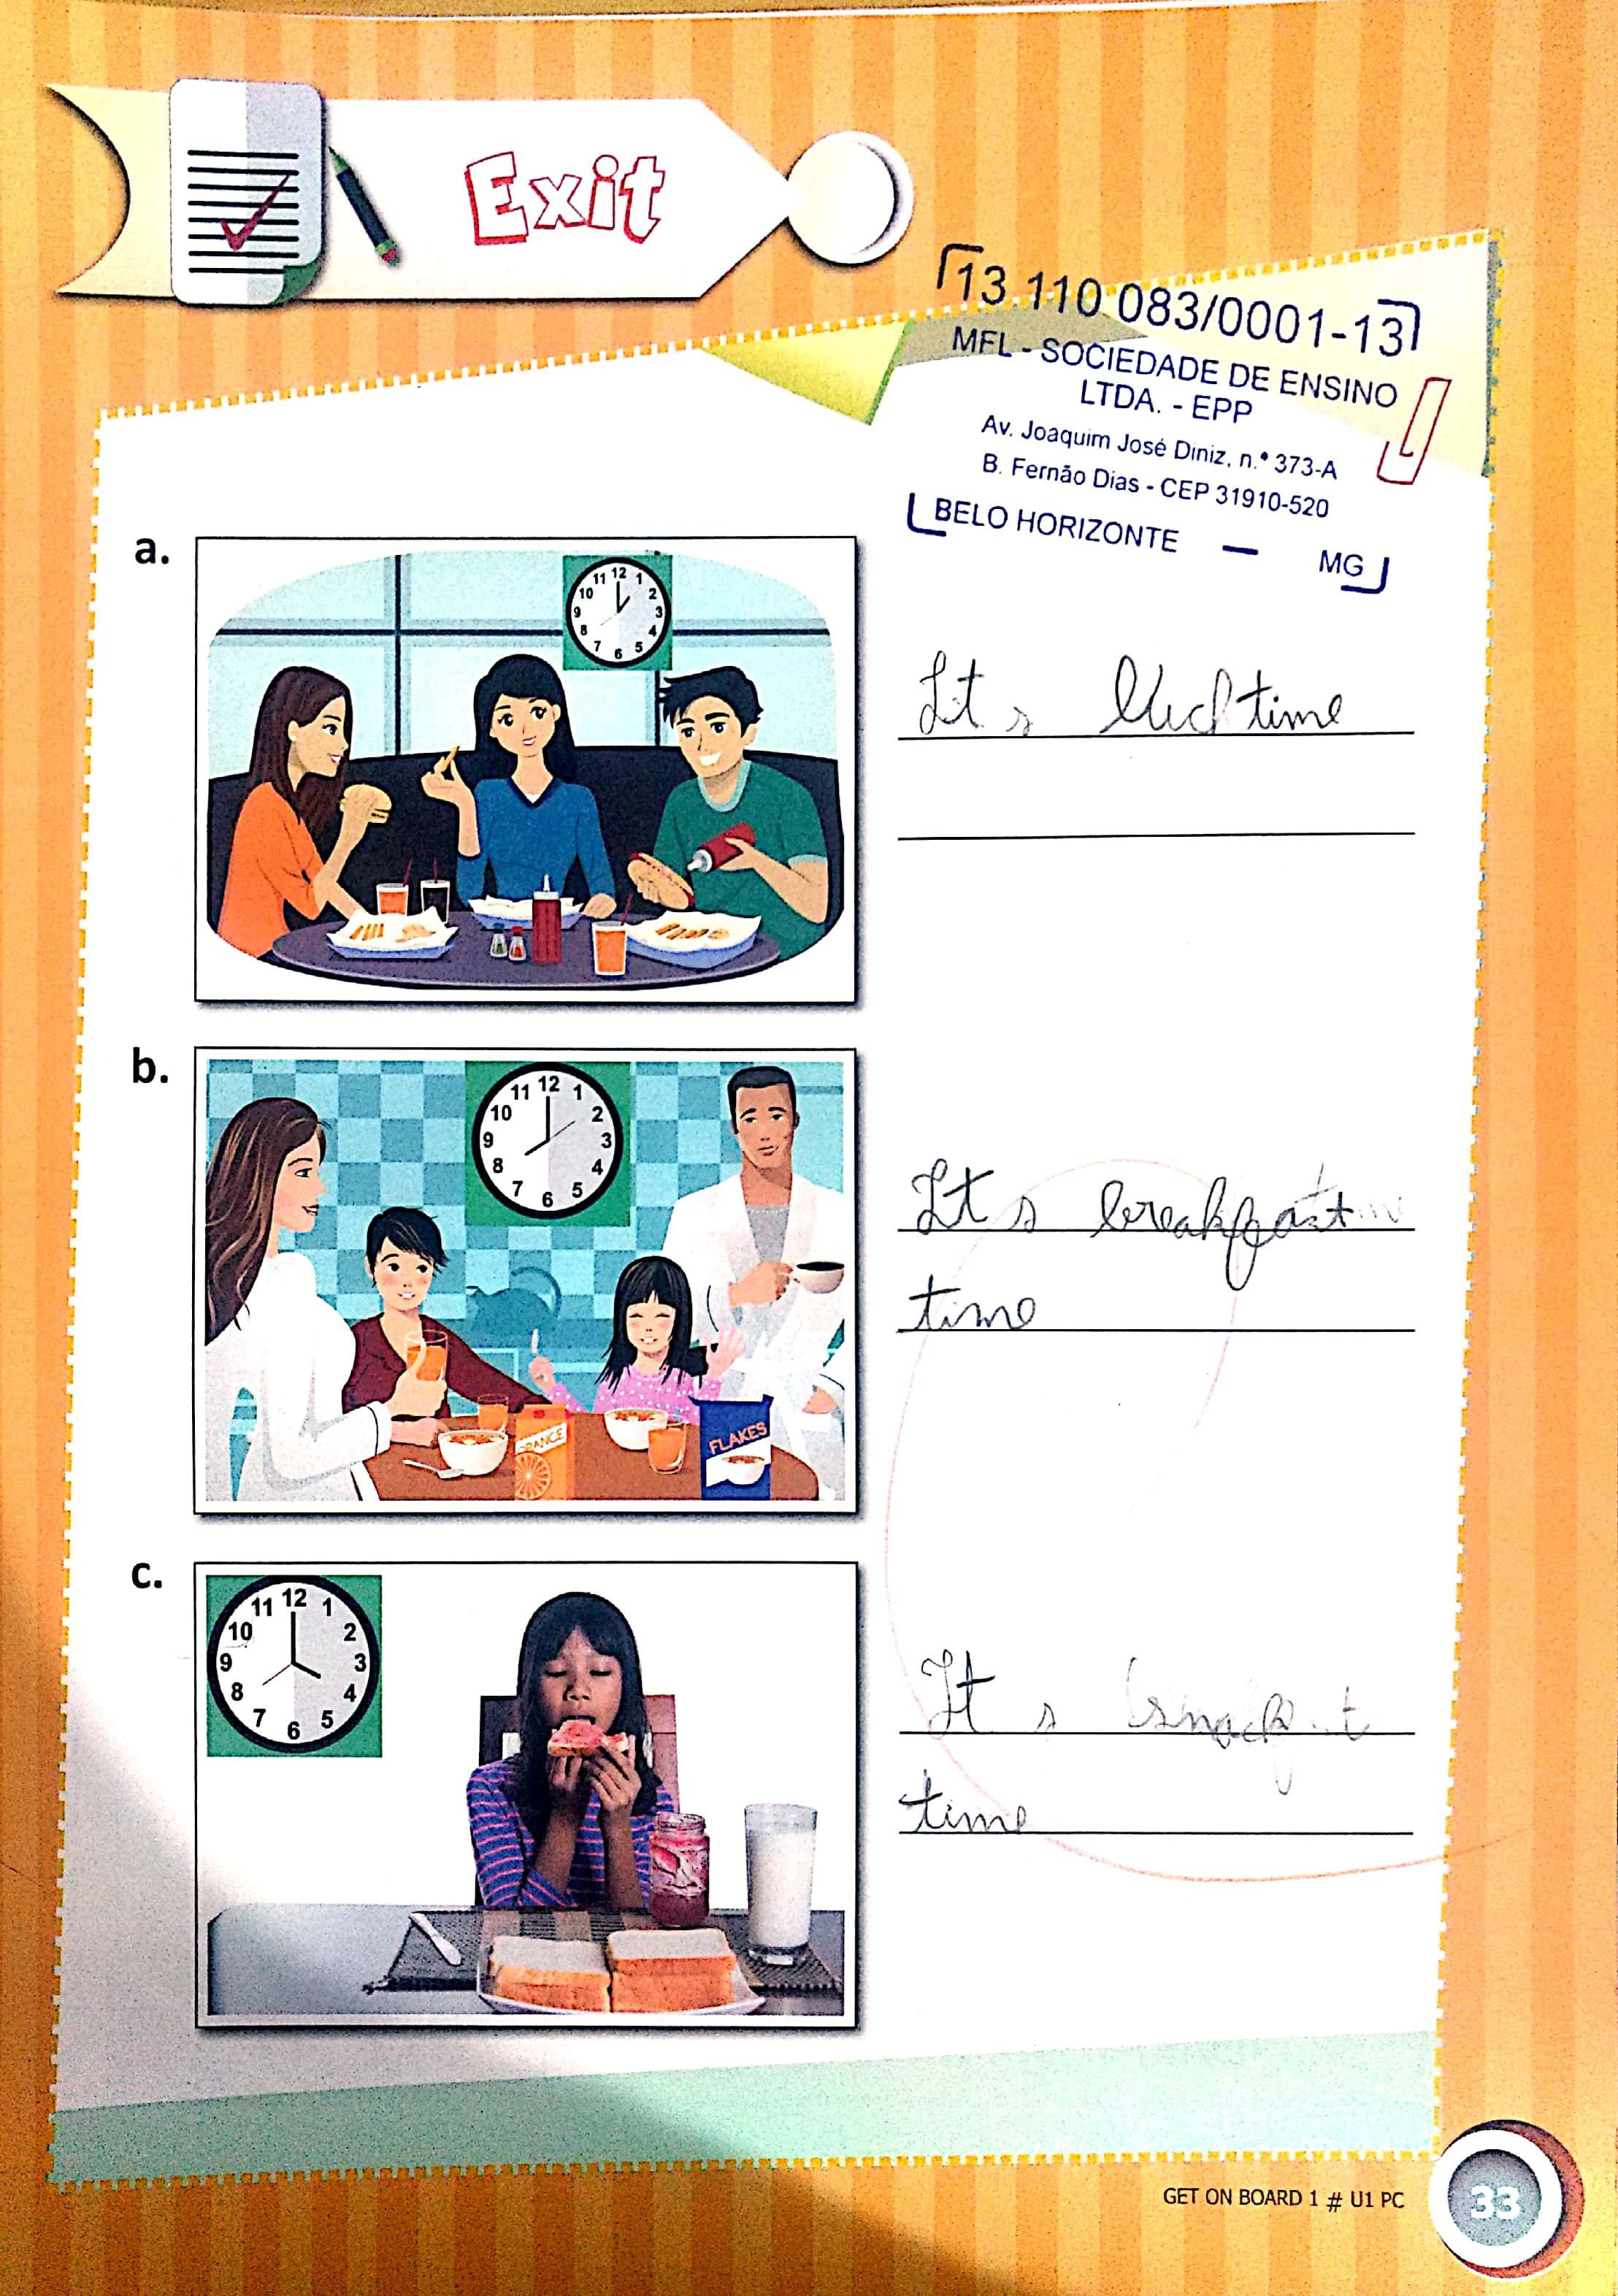 Exit
13 110 083/0001-13
MFL - SOCIEDADE DE ENSINO
LTDA. - EPP
Av. Joaquim José Diniz, n.º 373-A
B. Fernão Dias - CEP 31910-520
BELO HORIZONTE — MG
a.
11 12 1
10 2
9 3
8 4
7 6 5
It s time
b.
11 12 1
10 2
9 3
8 4
7 6 5
It s breakfast
time
ORANGE
FLAKES
c.
11 12 1
10 2
9 3
8 4
7 6 5
It s snack
time
GET ON BOARD 1 # U1 PC
33